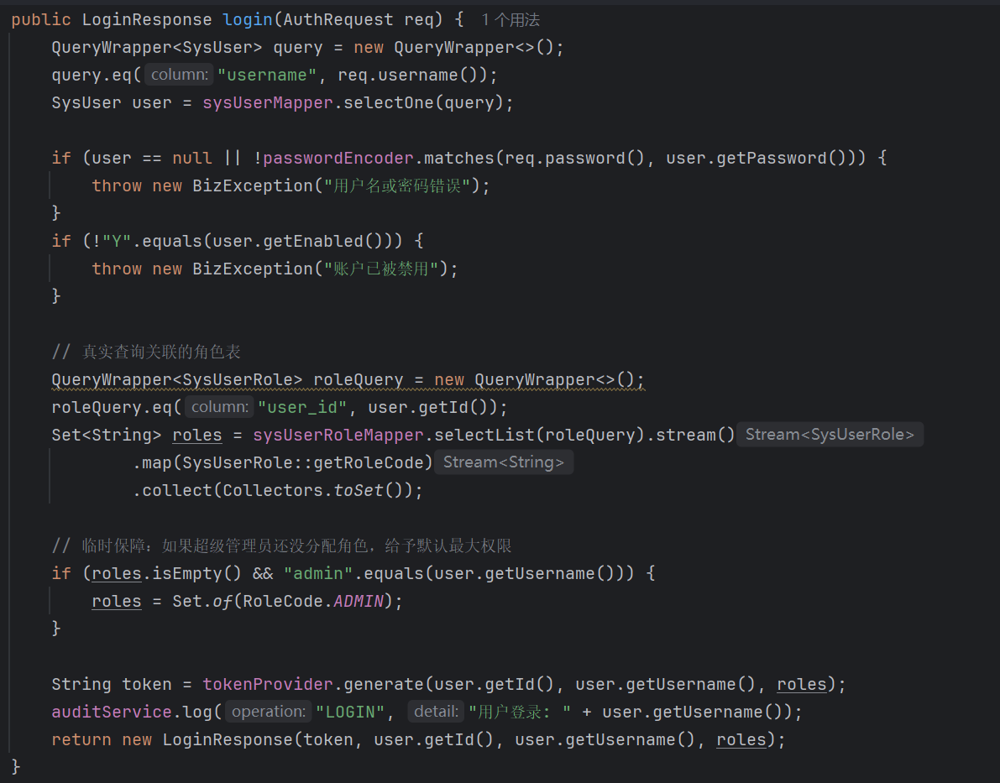 public LoginResponse login(AuthRequest req) { 1 个用法
QueryWrapper<SysUser> query = new QueryWrapper<>();
query.eq( column: "username", req.username());
SysUser user = sysUserMapper.selectOne(query);
if (user == null || !passwordEncoder.matches(req.password(), user.getPassword())) {
throw new BizException("用户名或密码错误");
}
if (!"Y".equals(user.getEnabled())) {
throw new BizException("账户已被禁用");
}
// 真实查询关联的角色表
QueryWrapper<SysUserRole> roleQuery = new QueryWrapper<>();
roleQuery.eq( column: "user_id", user.getId());
Set<String> roles = sysUserRoleMapper.selectList(roleQuery).stream() Stream<SysUserRole>
.map(SysUserRole::getRoleCode) Stream<String>
.collect(Collectors.toSet());
// 临时保障：如果超级管理员还没分配角色，给予默认最大权限
if (roles.isEmpty() && "admin".equals(user.getUsername())) {
roles = Set.of(RoleCode.ADMIN);
}
String token = tokenProvider.generate(user.getId(), user.getUsername(), roles);
auditService.log( operation: "LOGIN", detail: "用户登录: " + user.getUsername());
return new LoginResponse(token, user.getId(), user.getUsername(), roles);
}